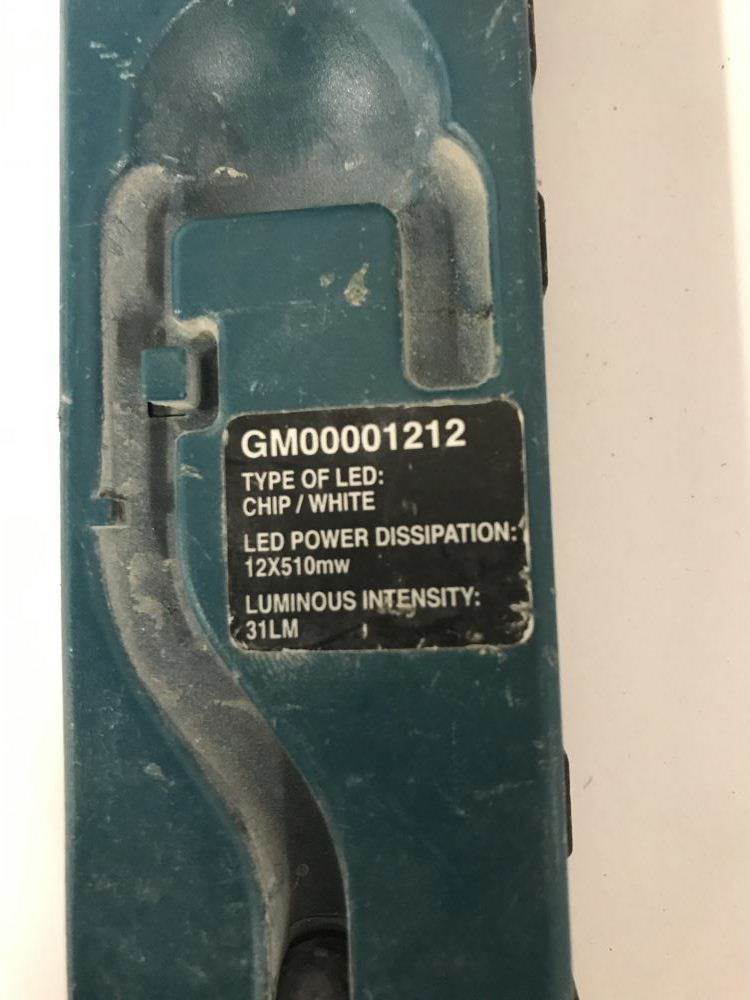 GM00001212
TYPE OF LED:
CHIP / WHITE
LED POWER DISSIPATION:
12X510mw
LUMINOUS INTENSITY:
31LM